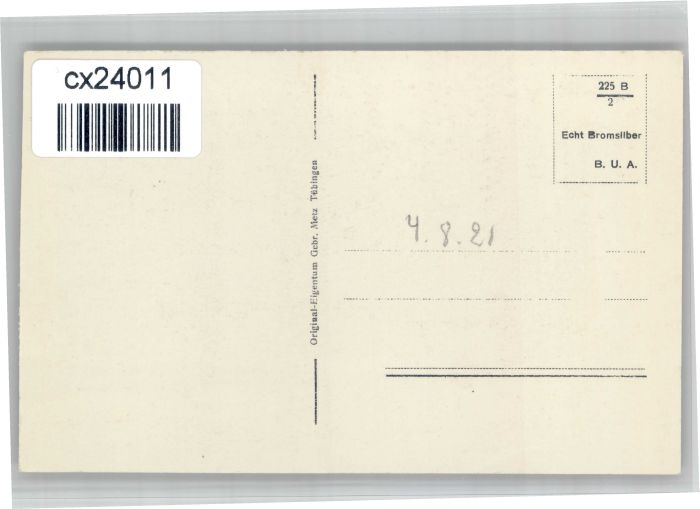 cx24011
225 B
2
Echt Bromsilber
B. U. A.
Original-Eigentum Gebr. Metz Tübingen
4.8.21